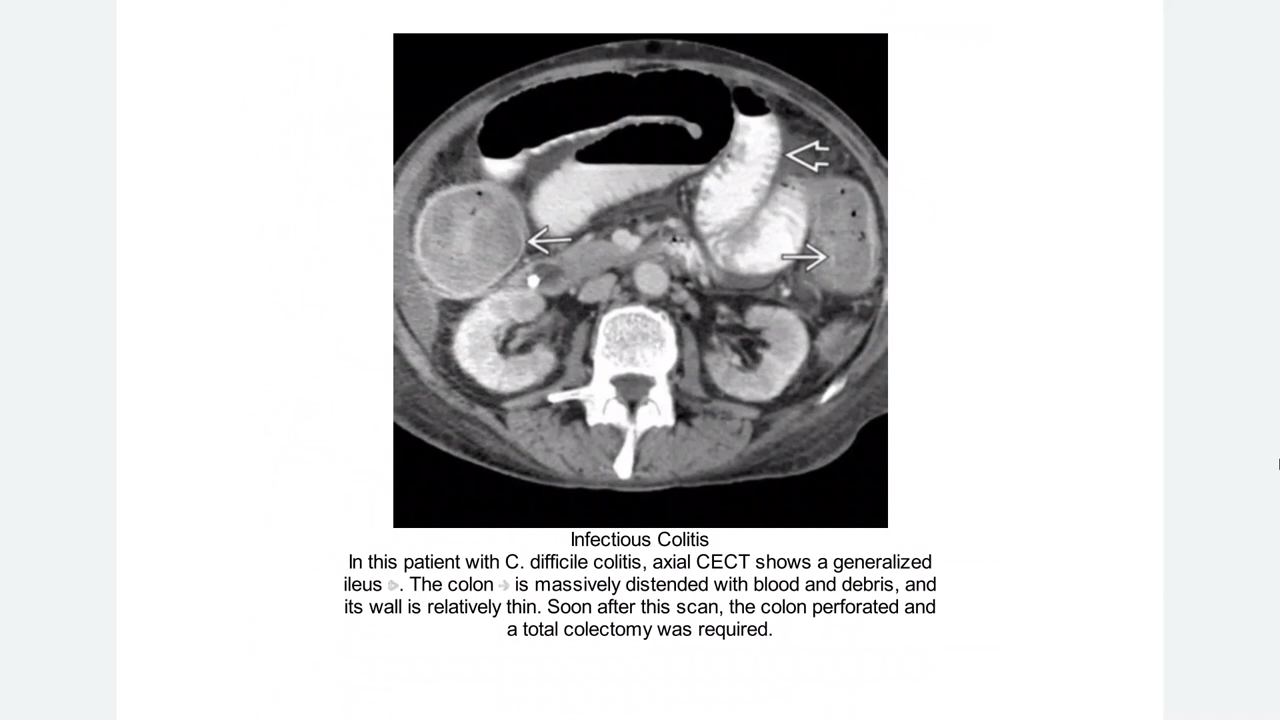 Infectious Colitis
In this patient with C. difficile colitis, axial CECT shows a generalized
ileus . The colon is massively distended with blood and debris, and
its wall is relatively thin. Soon after this scan, the colon perforated and
a total colectomy was required.